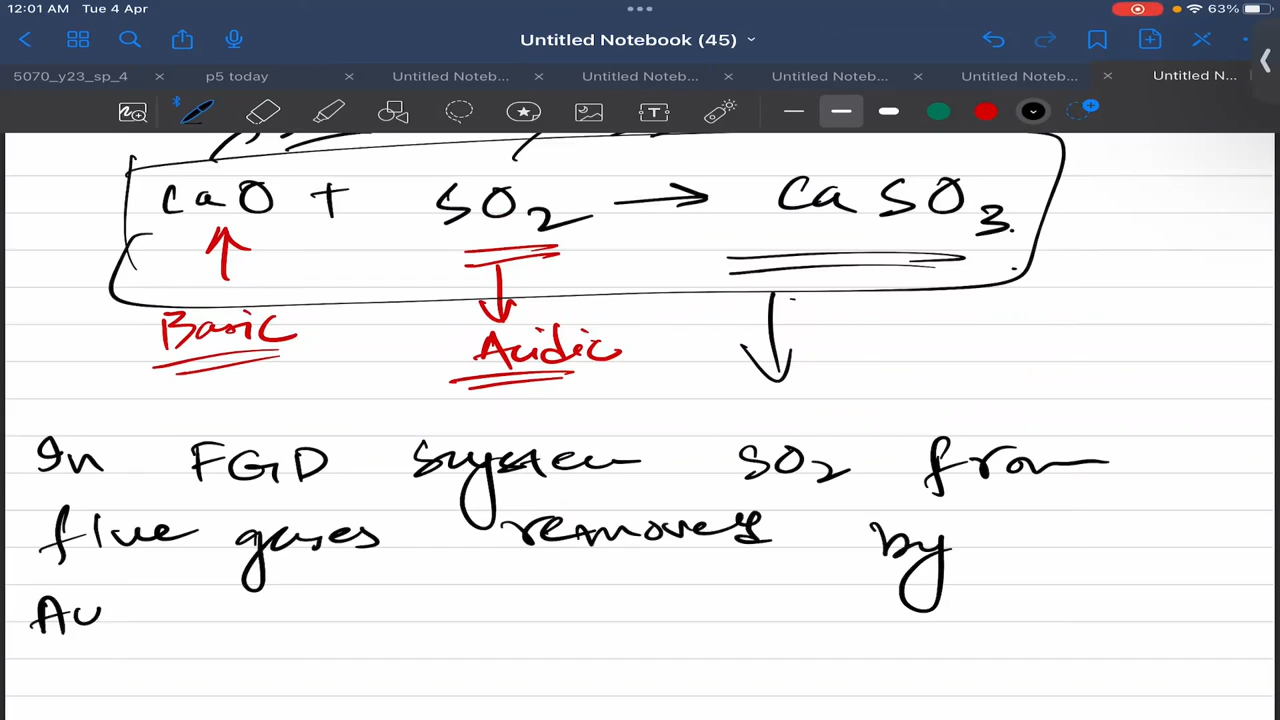 12:01 AM Tue 4 Apr
63%
Untitled Notebook (45)
5070_y23_sp_4
p5 today
Untitled Noteb...
Untitled Noteb...
Untitled Noteb...
Untitled Noteb...
Untitled N...
CaO + SO2 → CaSO3.
Basic
Acidic
In FGD system SO2 from
flue gases removes by
Ac